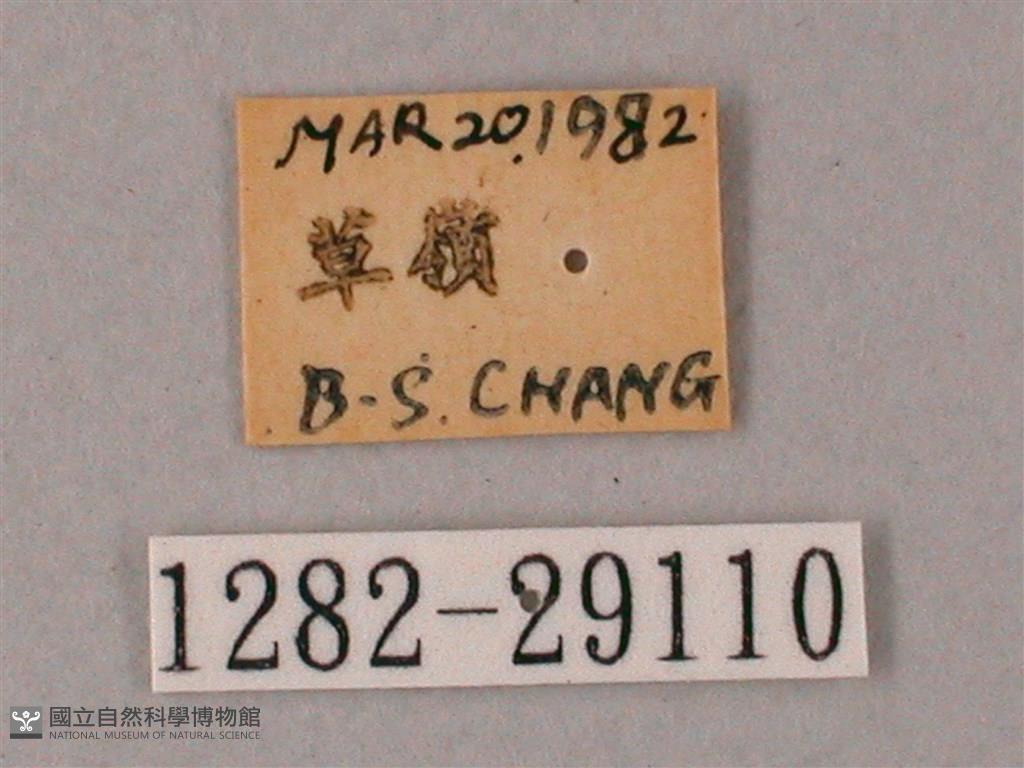 MAR 20.1982.
草嶺
B-S. CHANG
1282-29110
國立自然科學博物館
NATIONAL MUSEUM OF NATURAL SCIENCE